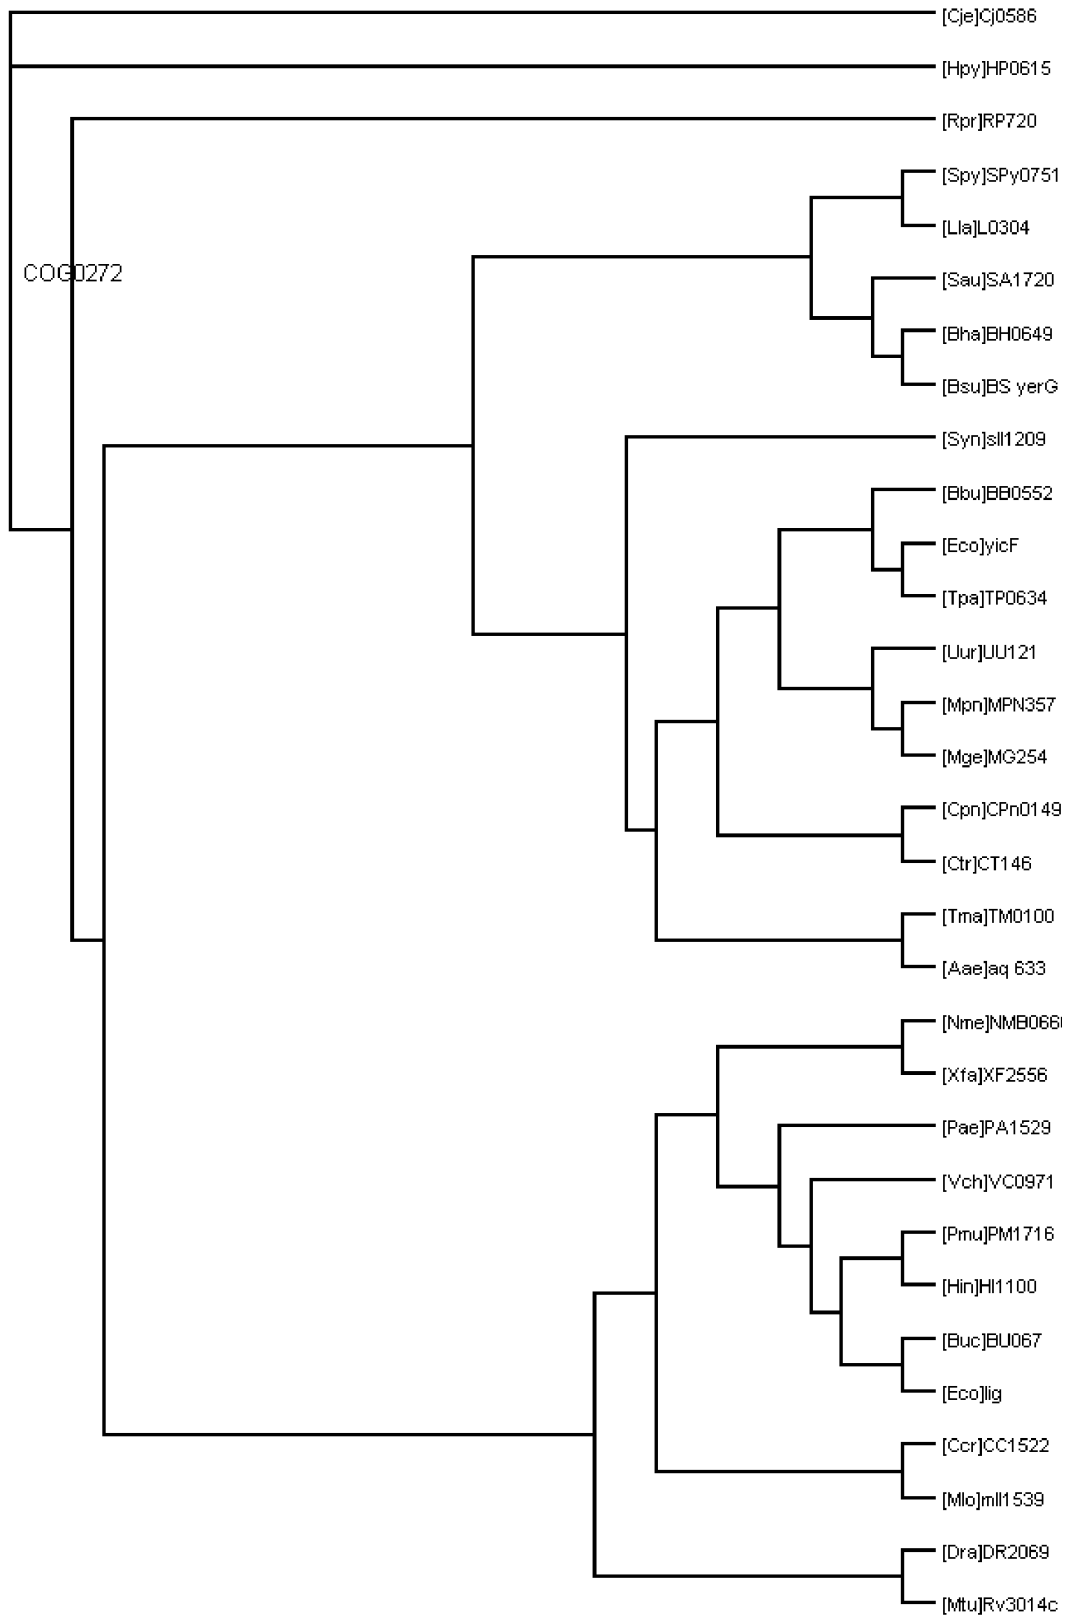 [Cje]Cj0586
[Hpy]HP0615
[Rpr]RP720
[Spy]SPy0751
[Lla]L0304
COG0272
[Sau]SA1720
[Bha]BH0649
[Bsu]BS yerG
[Syn]sll1209
[Bbu]BB0552
[Eco]yicF
[Tpa]TP0634
[Uur]UU121
[Mpn]MPN357
[Mge]MG254
[Cpn]CPn0149
[Ctr]CT146
[Tma]TM0100
[Aae]aq 633
[Nme]NMB066
[Xfa]XF2556
[Pae]PA1529
[Vch]VC0971
[Pmu]PM1716
[Hin]HI1100
[Buc]BU067
[Eco]lig
[Ccr]CC1522
[Mlo]mll1539
[Dra]DR2069
[Mtu]Rv3014c